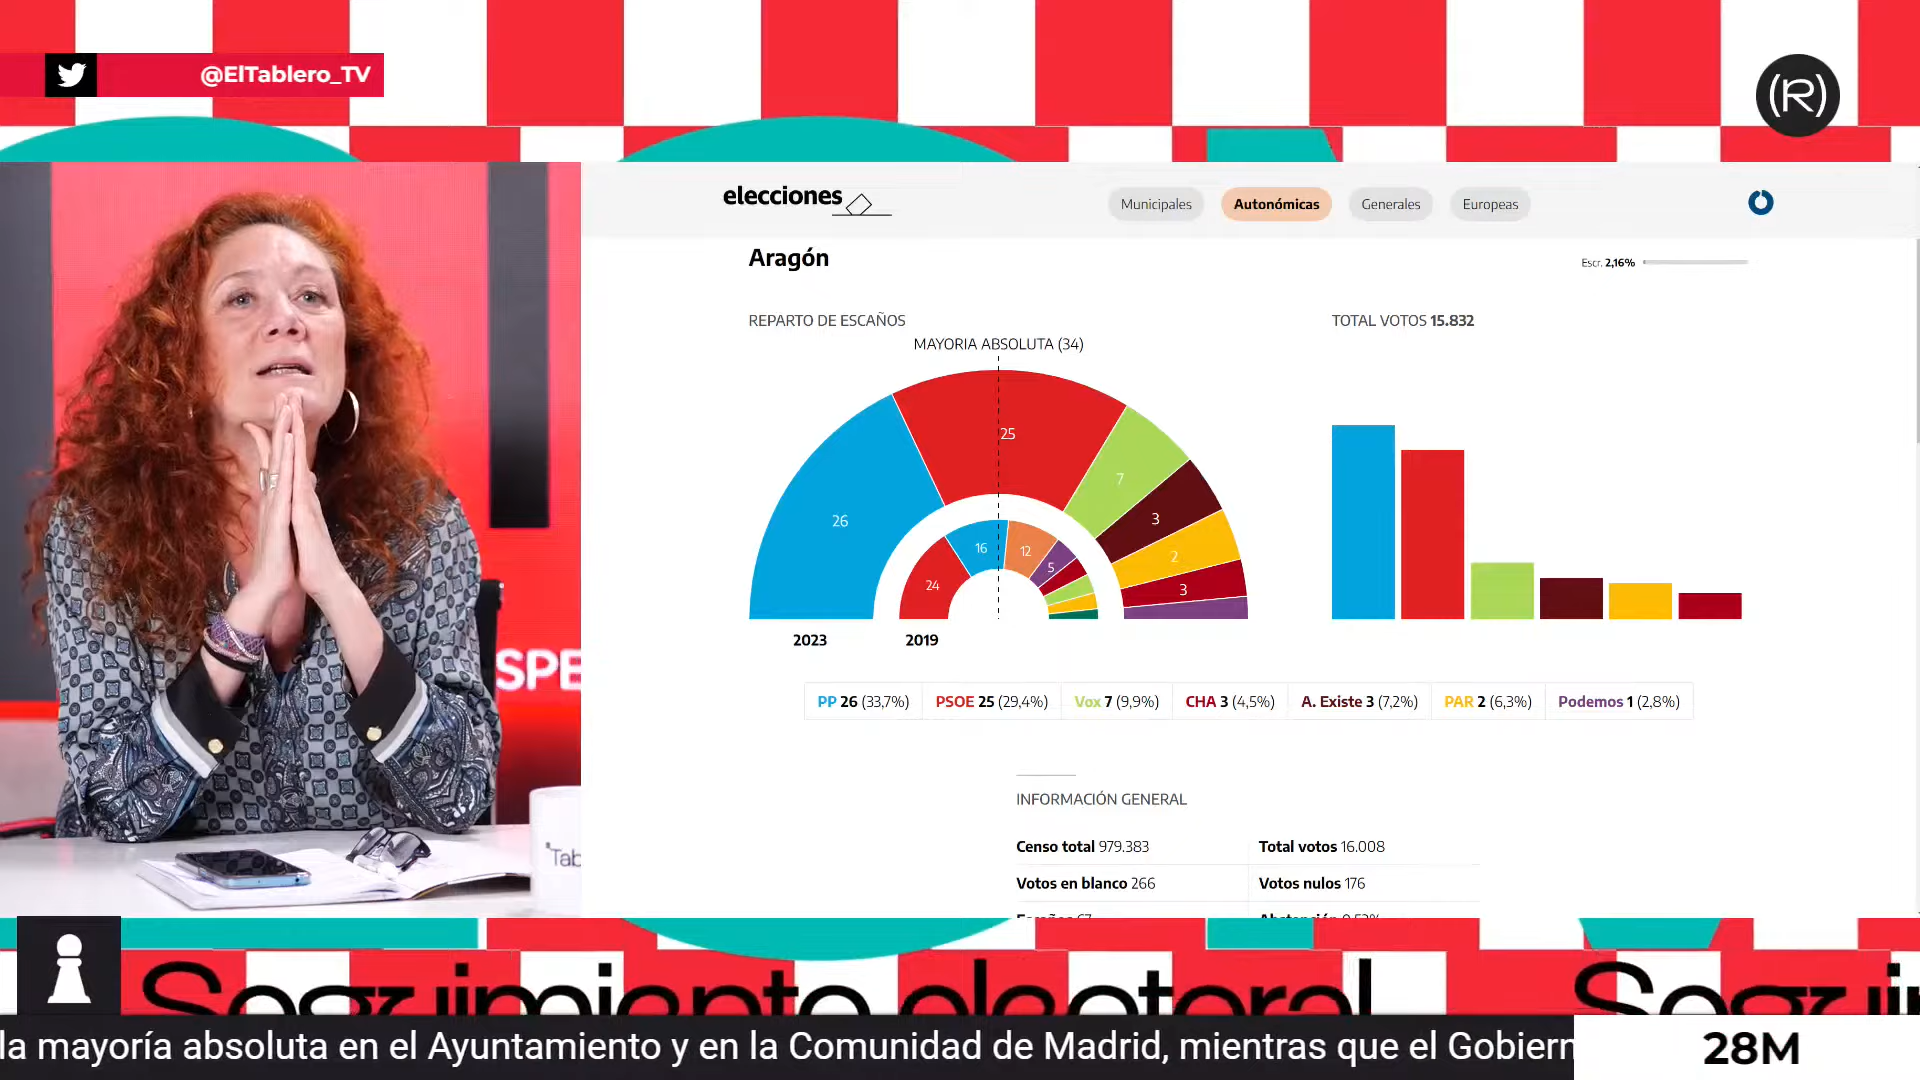 @ElTablero_TV
(R)
elecciones
Municipales
Autonómicas
Generales
Europeas
Aragón
Escr. 2,16%
REPARTO DE ESCAÑOS
TOTAL VOTOS 15.832
MAYORIA ABSOLUTA (34)
25
7
26
3
2
3
16
12
5
24
2023
2019
PP 26 (33,7%)
PSOE 25 (29,4%)
Vox 7 (9,9%)
CHA 3 (4,5%)
A. Existe 3 (7,2%)
PAR 2 (6,3%)
Podemos 1 (2,8%)
INFORMACIÓN GENERAL
Censo total 979.383
Total votos 16.008
Votos en blanco 266
Votos nulos 176
SPE
Tab
Seguimiento electoral
la mayoría absoluta en el Ayuntamiento y en la Comunidad de Madrid, mientras que el Gobiern
28M